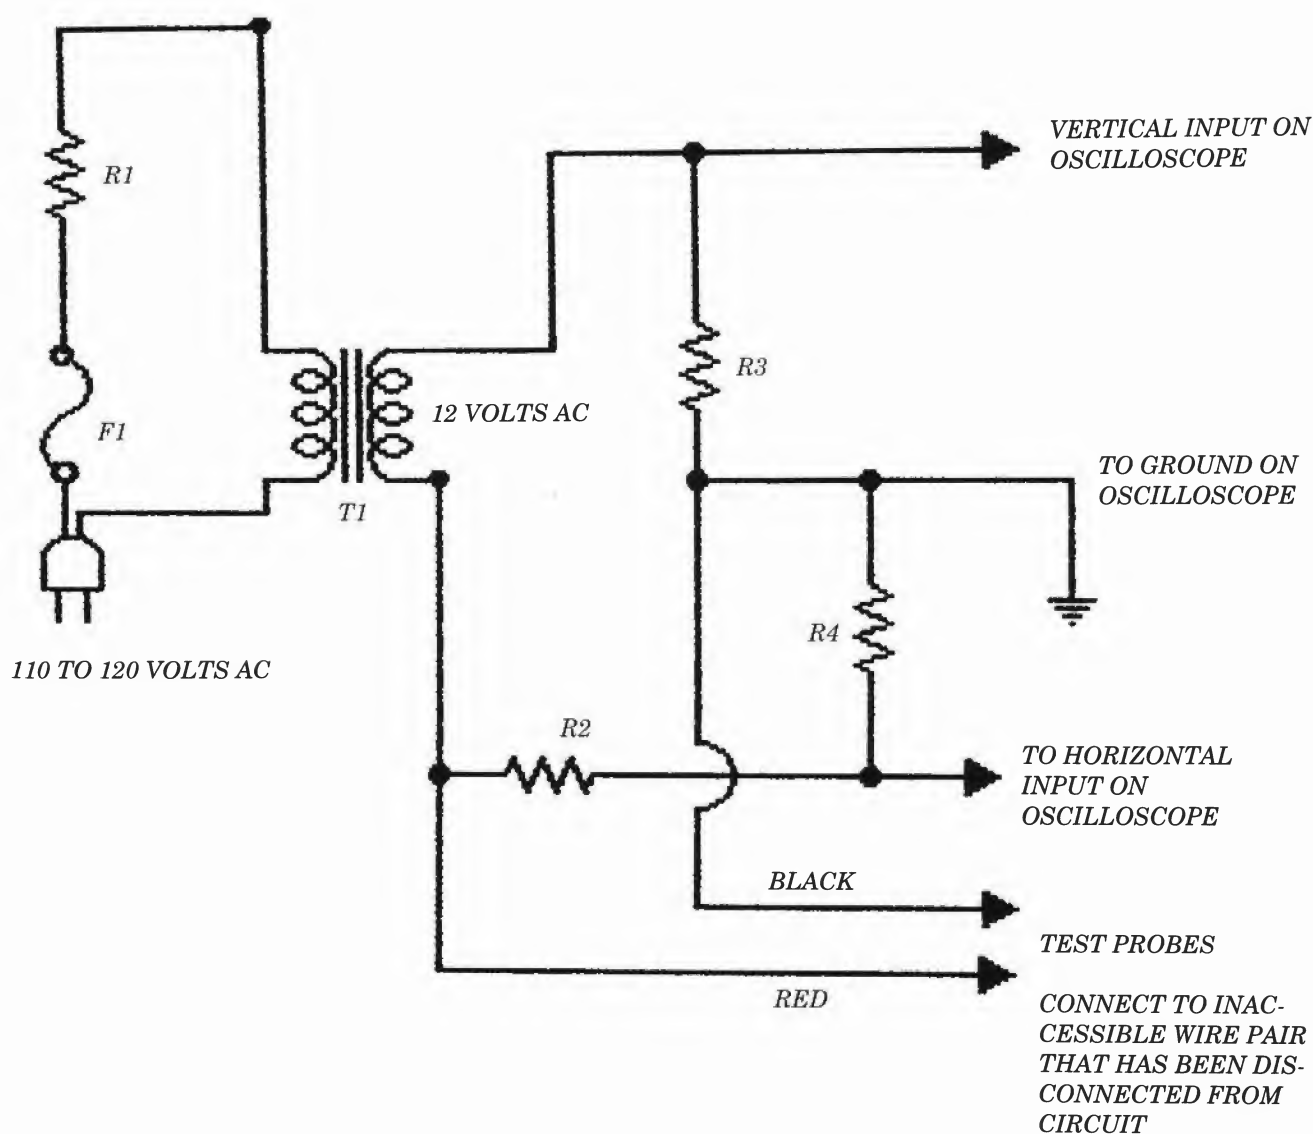 VERTICAL INPUT ON
OSCILLOSCOPE
R1
R3
12 VOLTS AC
F1
TO GROUND ON
OSCILLOSCOPE
T1
R4
110 TO 120 VOLTS AC
R2
TO HORIZONTAL
INPUT ON
OSCILLOSCOPE
BLACK
TEST PROBES
RED
CONNECT TO INAC-
CESSIBLE WIRE PAIR
THAT HAS BEEN DIS-
CONNECTED FROM
CIRCUIT